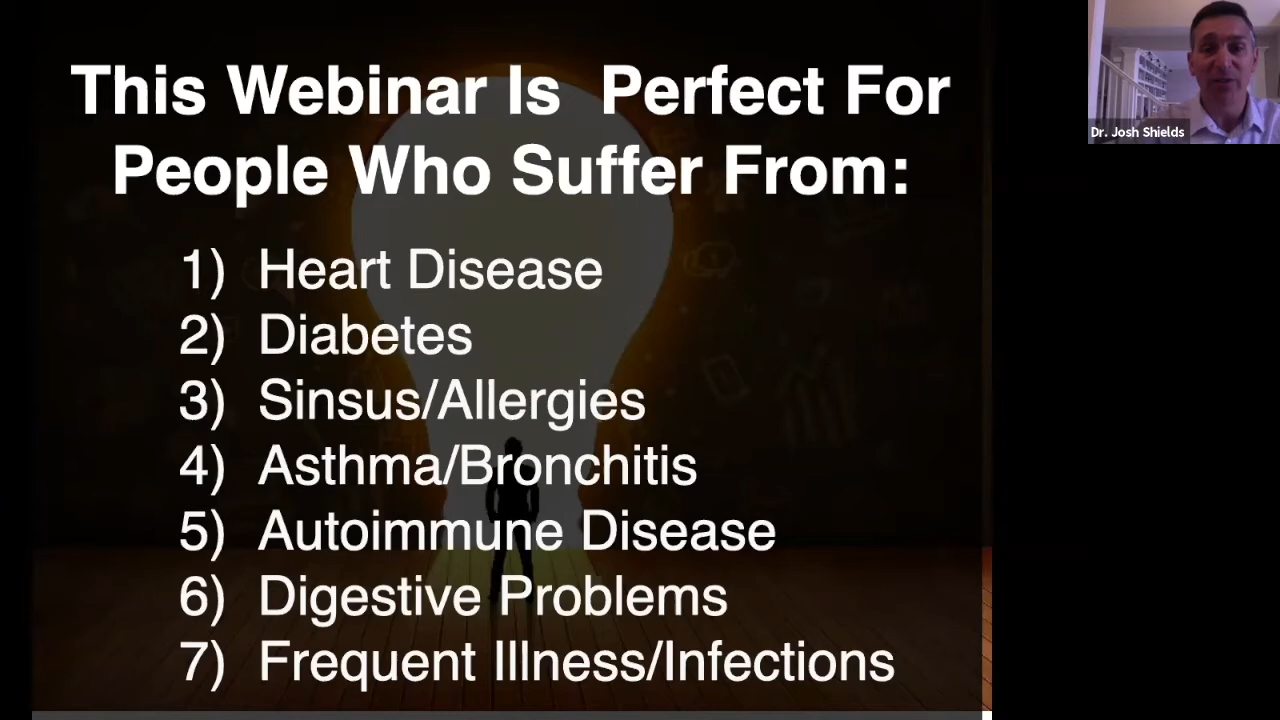 This Webinar Is Perfect For
People Who Suffer From:
1) Heart Disease
2) Diabetes
3) Sinsus/Allergies
4) Asthma/Bronchitis
5) Autoimmune Disease
6) Digestive Problems
7) Frequent Illness/Infections
Dr. Josh Shields